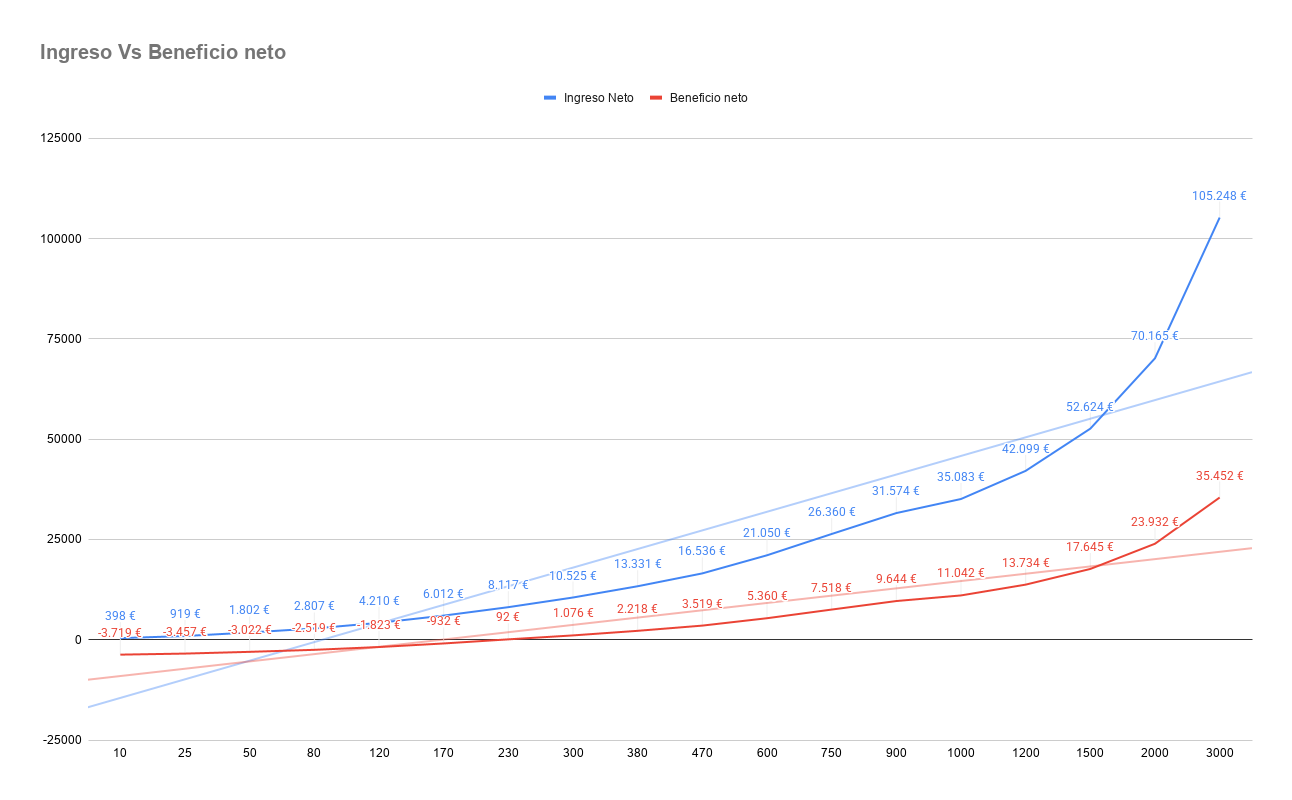 Ingreso Vs Beneficio neto
Ingreso Neto Beneficio neto
125000
100000
75000
50000
25000
0
-25000
398 € 919 € 1.802 € 2.807 € 4.210 € 6.012 € 8.117 € 10.525 € 13.331 € 16.536 € 21.050 € 26.360 € 31.574 € 35.083 € 42.099 € 52.624 € 70.165 € 105.248 €
-3.719 € -3.457 € -3.022 € -2.519 € -1.823 € -932 € 92 € 1.076 € 2.218 € 3.519 € 5.360 € 7.518 € 9.644 € 11.042 € 13.734 € 17.645 € 23.932 € 35.452 €
10 25 50 80 120 170 230 300 380 470 600 750 900 1000 1200 1500 2000 3000